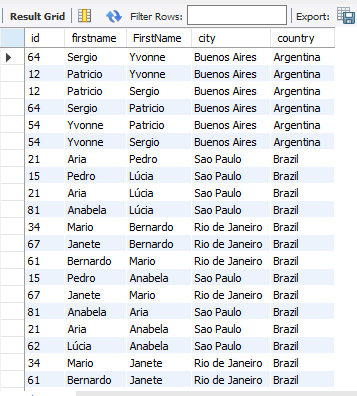 Result Grid Filter Rows: Export:
id firstname FirstName city country
64 Sergio Yvonne Buenos Aires Argentina
12 Patricio Yvonne Buenos Aires Argentina
12 Patricio Sergio Buenos Aires Argentina
64 Sergio Patricio Buenos Aires Argentina
54 Yvonne Patricio Buenos Aires Argentina
54 Yvonne Sergio Buenos Aires Argentina
21 Aria Pedro Sao Paulo Brazil
15 Pedro Lúcia Sao Paulo Brazil
21 Aria Lúcia Sao Paulo Brazil
81 Anabela Lúcia Sao Paulo Brazil
34 Mario Bernardo Rio de Janeiro Brazil
67 Janete Bernardo Rio de Janeiro Brazil
61 Bernardo Mario Rio de Janeiro Brazil
15 Pedro Anabela Sao Paulo Brazil
67 Janete Mario Rio de Janeiro Brazil
81 Anabela Aria Sao Paulo Brazil
21 Aria Anabela Sao Paulo Brazil
62 Lúcia Anabela Sao Paulo Brazil
34 Mario Janete Rio de Janeiro Brazil
61 Bernardo Janete Rio de Janeiro Brazil